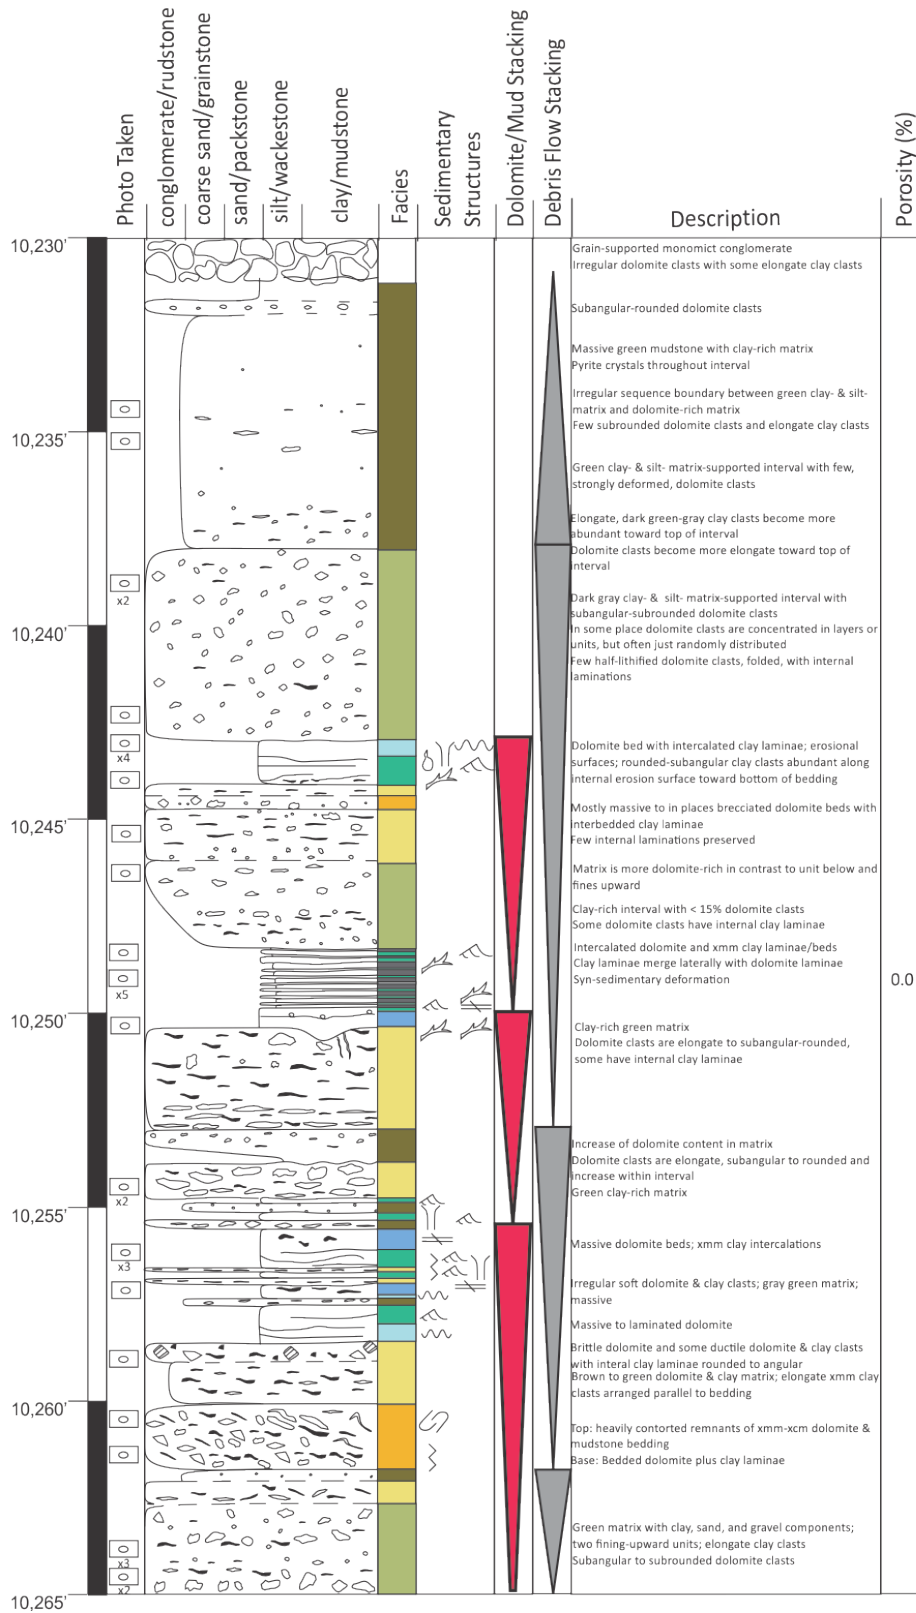 Photo Taken
conglomerate/rudstone
coarse sand/grainstone
sand/packstone
silt/wackestone
clay/mudstone
Facies
Sedimentary
Structures
Dolomite/Mud Stacking
Debris Flow Stacking
Description
Porosity (%)
10,230'
Grain-supported monomict conglomerate
Irregular dolomite clasts with some elongate clay clasts
Subangular-rounded dolomite clasts
Massive green mudstone with clay-rich matrix
Pyrite crystals throughout interval
Irregular sequence boundary between green clay- & silt-
matrix and dolomite-rich matrix
Few subrounded dolomite clasts and elongate clay clasts
10,235'
Green clay- & silt- matrix-supported interval with few,
strongly deformed, dolomite clasts
Elongate, dark green-gray clay clasts become more
abundant toward top of interval
Dolomite clasts become more elongate toward top of
interval
x2
Dark gray clay- & silt- matrix-supported interval with
subangular-subrounded dolomite clasts
10,240'
In some place dolomite clasts are concentrated in layers or
units, but often just randomly distributed
Few half-lithified dolomite clasts, folded, with internal
laminations
x4
Dolomite bed with intercalated clay laminae; erosional
surfaces; rounded-subangular clay clasts abundant along
internal erosion surface toward bottom of bedding
10,245'
Mostly massive to in places brecciated dolomite beds with
interbedded clay laminae
Few internal laminations preserved
Matrix is more dolomite-rich in contrast to unit below and
fines upward
Clay-rich interval with < 15% dolomite clasts
Some dolomite clasts have internal clay laminae
Intercalated dolomite and xmm clay laminae/beds
Clay laminae merge laterally with dolomite laminae
Syn-sedimentary deformation
x5
0.0
10,250'
Clay-rich green matrix
Dolomite clasts are elongate to subangular-rounded,
some have internal clay laminae
Increase of dolomite content in matrix
Dolomite clasts are elongate, subangular to rounded and
increase within interval
Green clay-rich matrix
x2
10,255'
Massive dolomite beds; xmm clay intercalations
x3
Irregular soft dolomite & clay clasts; gray green matrix;
massive
Massive to laminated dolomite
Brittle dolomite and some ductile dolomite & clay clasts
with interal clay laminae rounded to angular
Brown to green dolomite & clay matrix; elongate xmm clay
clasts arranged parallel to bedding
10,260'
Top: heavily contorted remnants of xmm-xcm dolomite &
mudstone bedding
Base: Bedded dolomite plus clay laminae
Green matrix with clay, sand, and gravel components;
two fining-upward units; elongate clay clasts
Subangular to subrounded dolomite clasts
x3
x2
10,265'